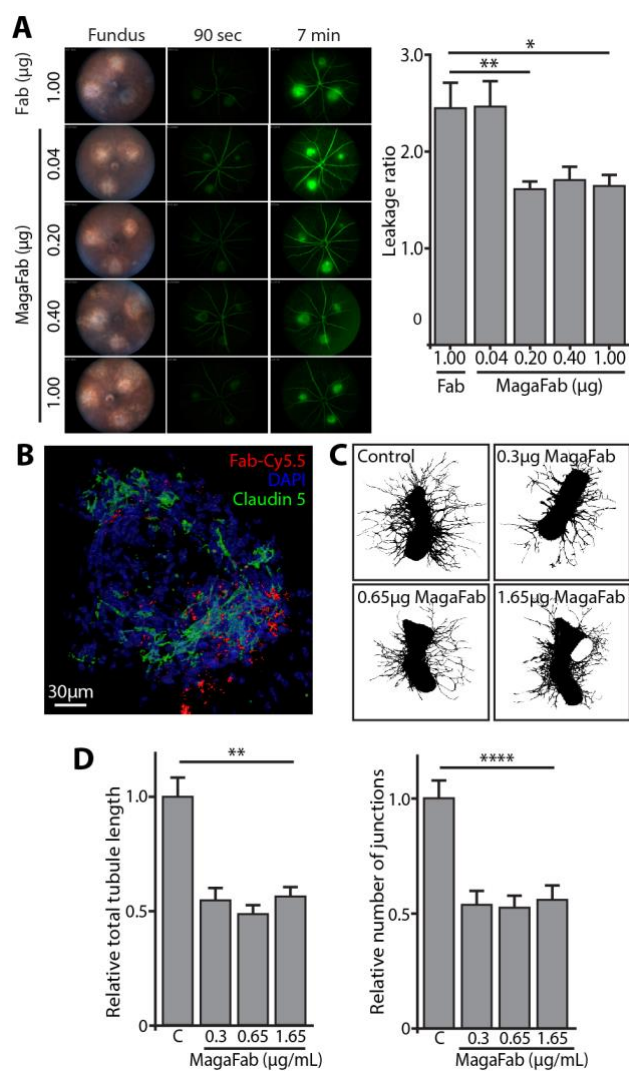 A
Fundus 90 sec 7 min
Fab (µg)
1.00
MagaFab (µg)
0.04
0.20
0.40
1.00
Leakage ratio
3.0
2.0
1.0
0
*
**
1.00 0.04 0.20 0.40 1.00
Fab MagaFab (µg)
B
Fab-Cy5.5
DAPI
Claudin 5
30µm
C
Control 0.3µg MagaFab
0.65µg MagaFab 1.65µg MagaFab
D
Relative total tubule length
1.0
0.5
0
**
C 0.3 0.65 1.65
MagaFab (µg/mL)
Relative number of junctions
1.0
0.5
0
****
C 0.3 0.65 1.65
MagaFab (µg/mL)